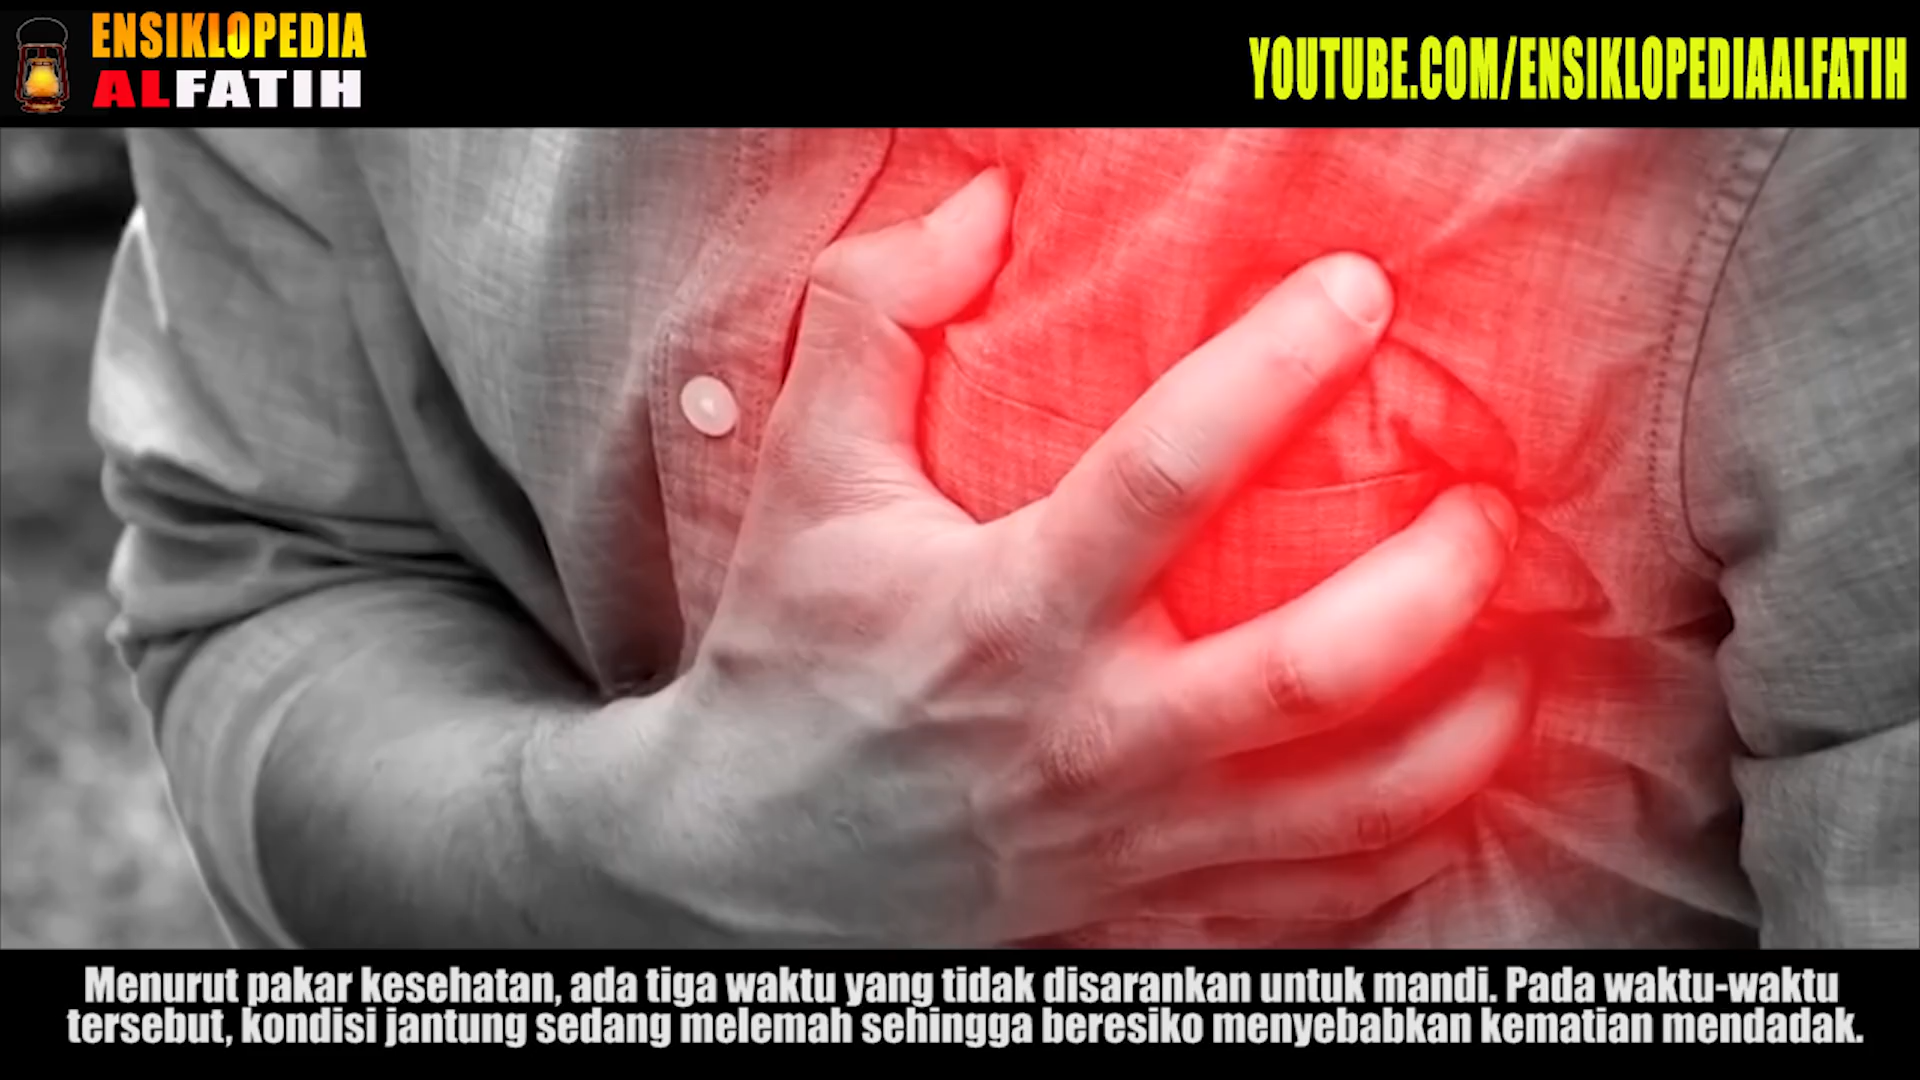 ENSIKLOPEDIA
ALFATIH
YOUTUBE.COM/ENSIKLOPEDIAALFATIH
Menurut pakar kesehatan, ada tiga waktu yang tidak disarankan untuk mandi. Pada waktu-waktu
tersebut, kondisi jantung sedang melemah sehingga beresiko menyebabkan kematian mendadak.